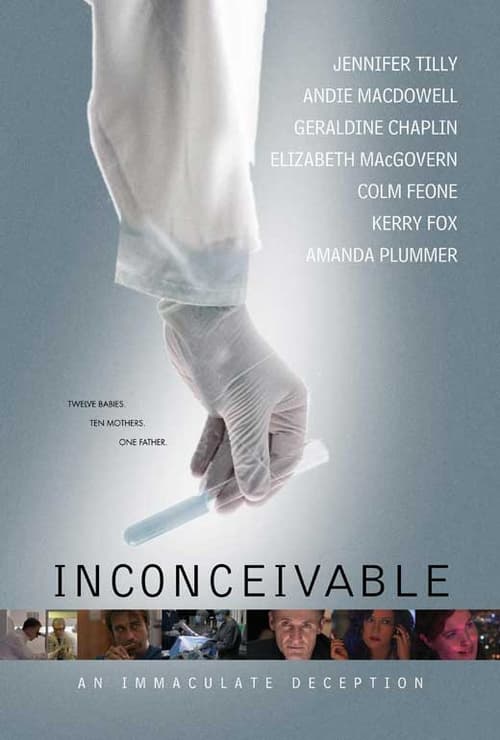 JENNIFER TILLY
ANDIE MACDOWELL
GERALDINE CHAPLIN
ELIZABETH MAcGOVERN
COLM FEONE
KERRY FOX
AMANDA PLUMMER
TWELVE BABIES.
TEN MOTHERS.
ONE FATHER.
INCONCEIVABLE
AN IMMACULATE DECEPTION